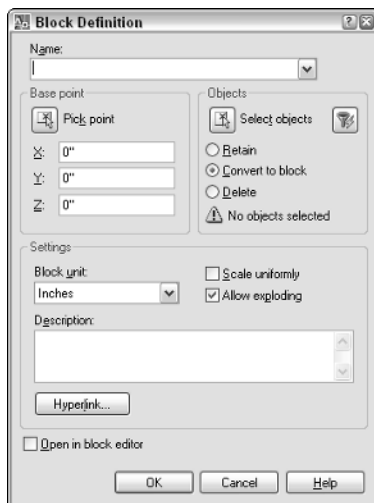 Block Definition
Name:
Base point
Pick point
X: 0"
Y: 0"
Z: 0"
Objects
Select objects
Retain
Convert to block
Delete
No objects selected
Settings
Block unit:
Inches
Scale uniformly
Allow exploding
Description:
Hyperlink...
Open in block editor
OK Cancel Help